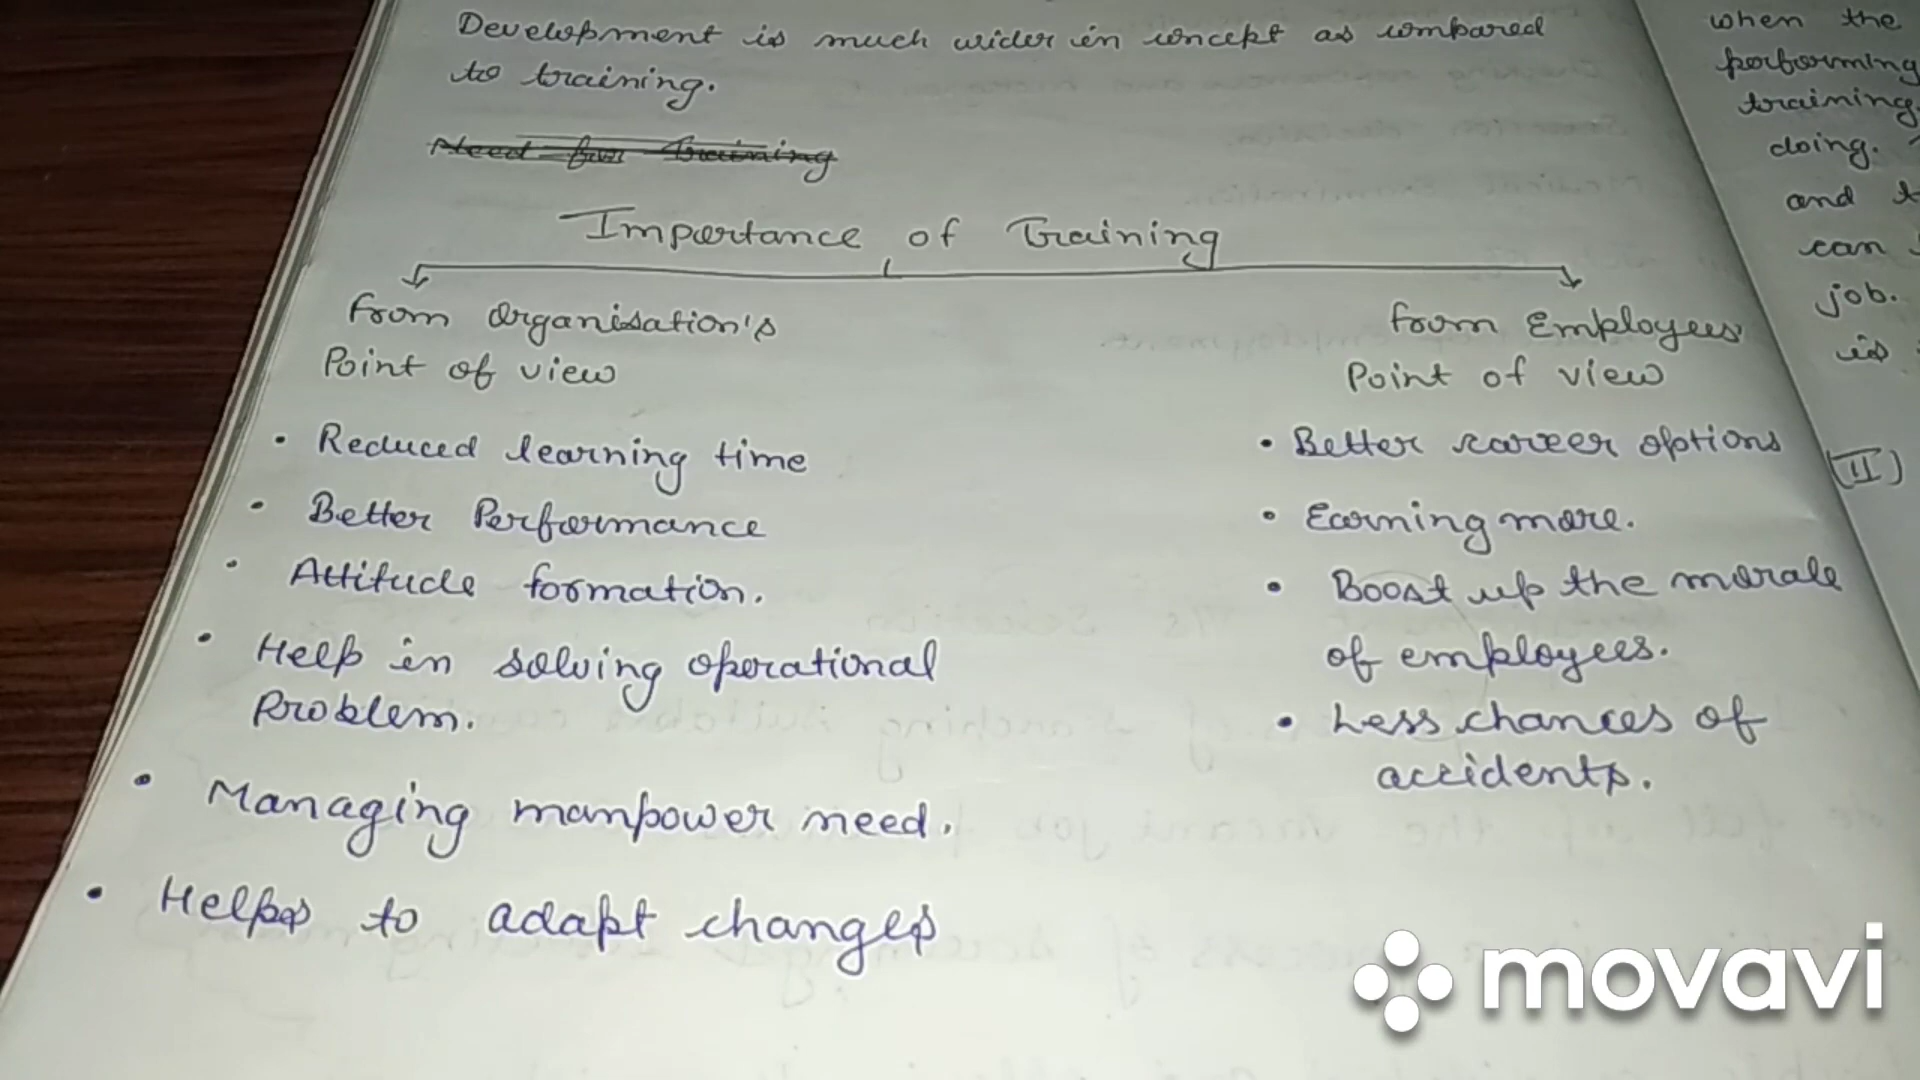 Development is much wider in concept as compared
to training.
Need for Training
Importance of Training
From Organisation's
Point of view
• Reduced learning time
• Better Performance
• Attitude formation.
• Help in solving operational
Problem.
• Managing manpower need.
• Helps to adapt changes
From Employees
Point of view
• Better career options
• Earning more.
• Boost up the morale
of employees.
• Less chances of
accidents.
when the
performing
training
doing.
and
can
job.
is
(II)
movavi